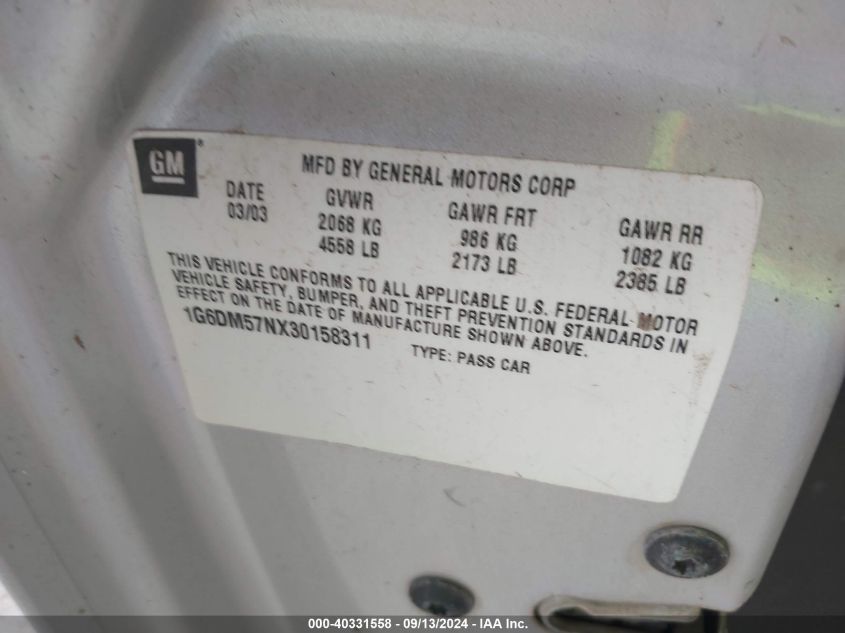 GM®
MFD BY GENERAL MOTORS CORP
DATE GVWR GAWR FRT GAWR RR
03/03 2068 KG 986 KG 1082 KG
4558 LB 2173 LB 2385 LB
THIS VEHICLE CONFORMS TO ALL APPLICABLE U.S. FEDERAL MOTOR
VEHICLE SAFETY, BUMPER, AND THEFT PREVENTION STANDARDS IN
EFFECT ON THE DATE OF MANUFACTURE SHOWN ABOVE.
1G6DM57NX30158311 TYPE: PASS CAR
000-40331558 - 09/13/2024 - IAA Inc.